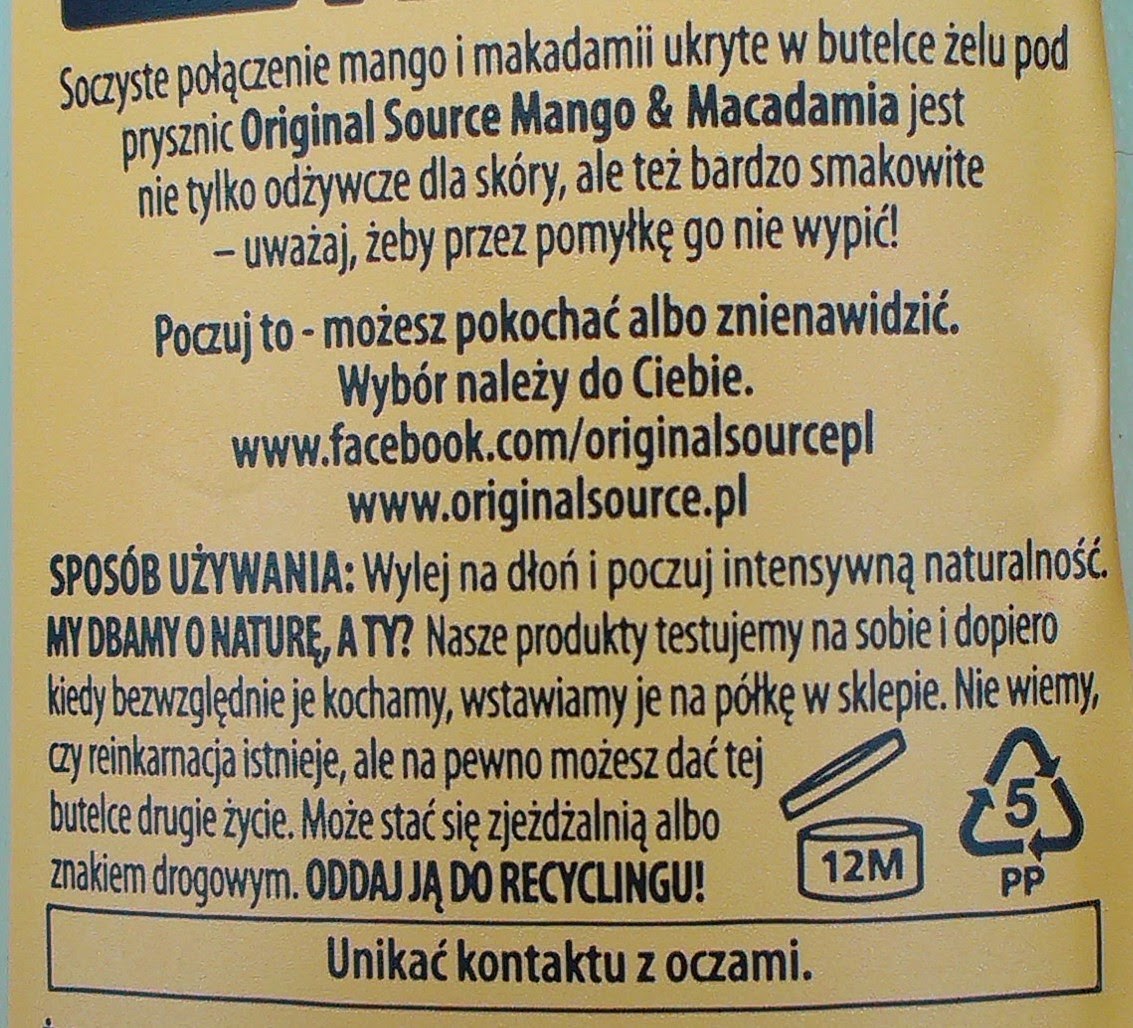 Soczyste połączenie mango i makadamii ukryte w butelce żelu pod
prysznic Original Source Mango & Macadamia jest
nie tylko odżywcze dla skóry, ale też bardzo smakowite
– uważaj, żeby przez pomyłkę go nie wypić!
Poczuj to - możesz pokochać albo znienawidzić.
Wybór należy do Ciebie.
www.facebook.com/originalsourcepl
www.originalsource.pl
SPOSÓB UŻYWANIA: Wylej na dłoń i poczuj intensywną naturalność.
MY DBAMY O NATURĘ, A TY? Nasze produkty testujemy na sobie i dopiero
kiedy bezwzględnie je kochamy, wstawiamy je na półkę w sklepie. Nie wiemy,
czy reinkarnacja istnieje, ale na pewno możesz dać tej
butelce drugie życie. Może stać się zjeżdżalnią albo
znakiem drogowym. ODDAJ JĄ DO RECYCLINGU!
12M
5
PP
Unikać kontaktu z oczami.